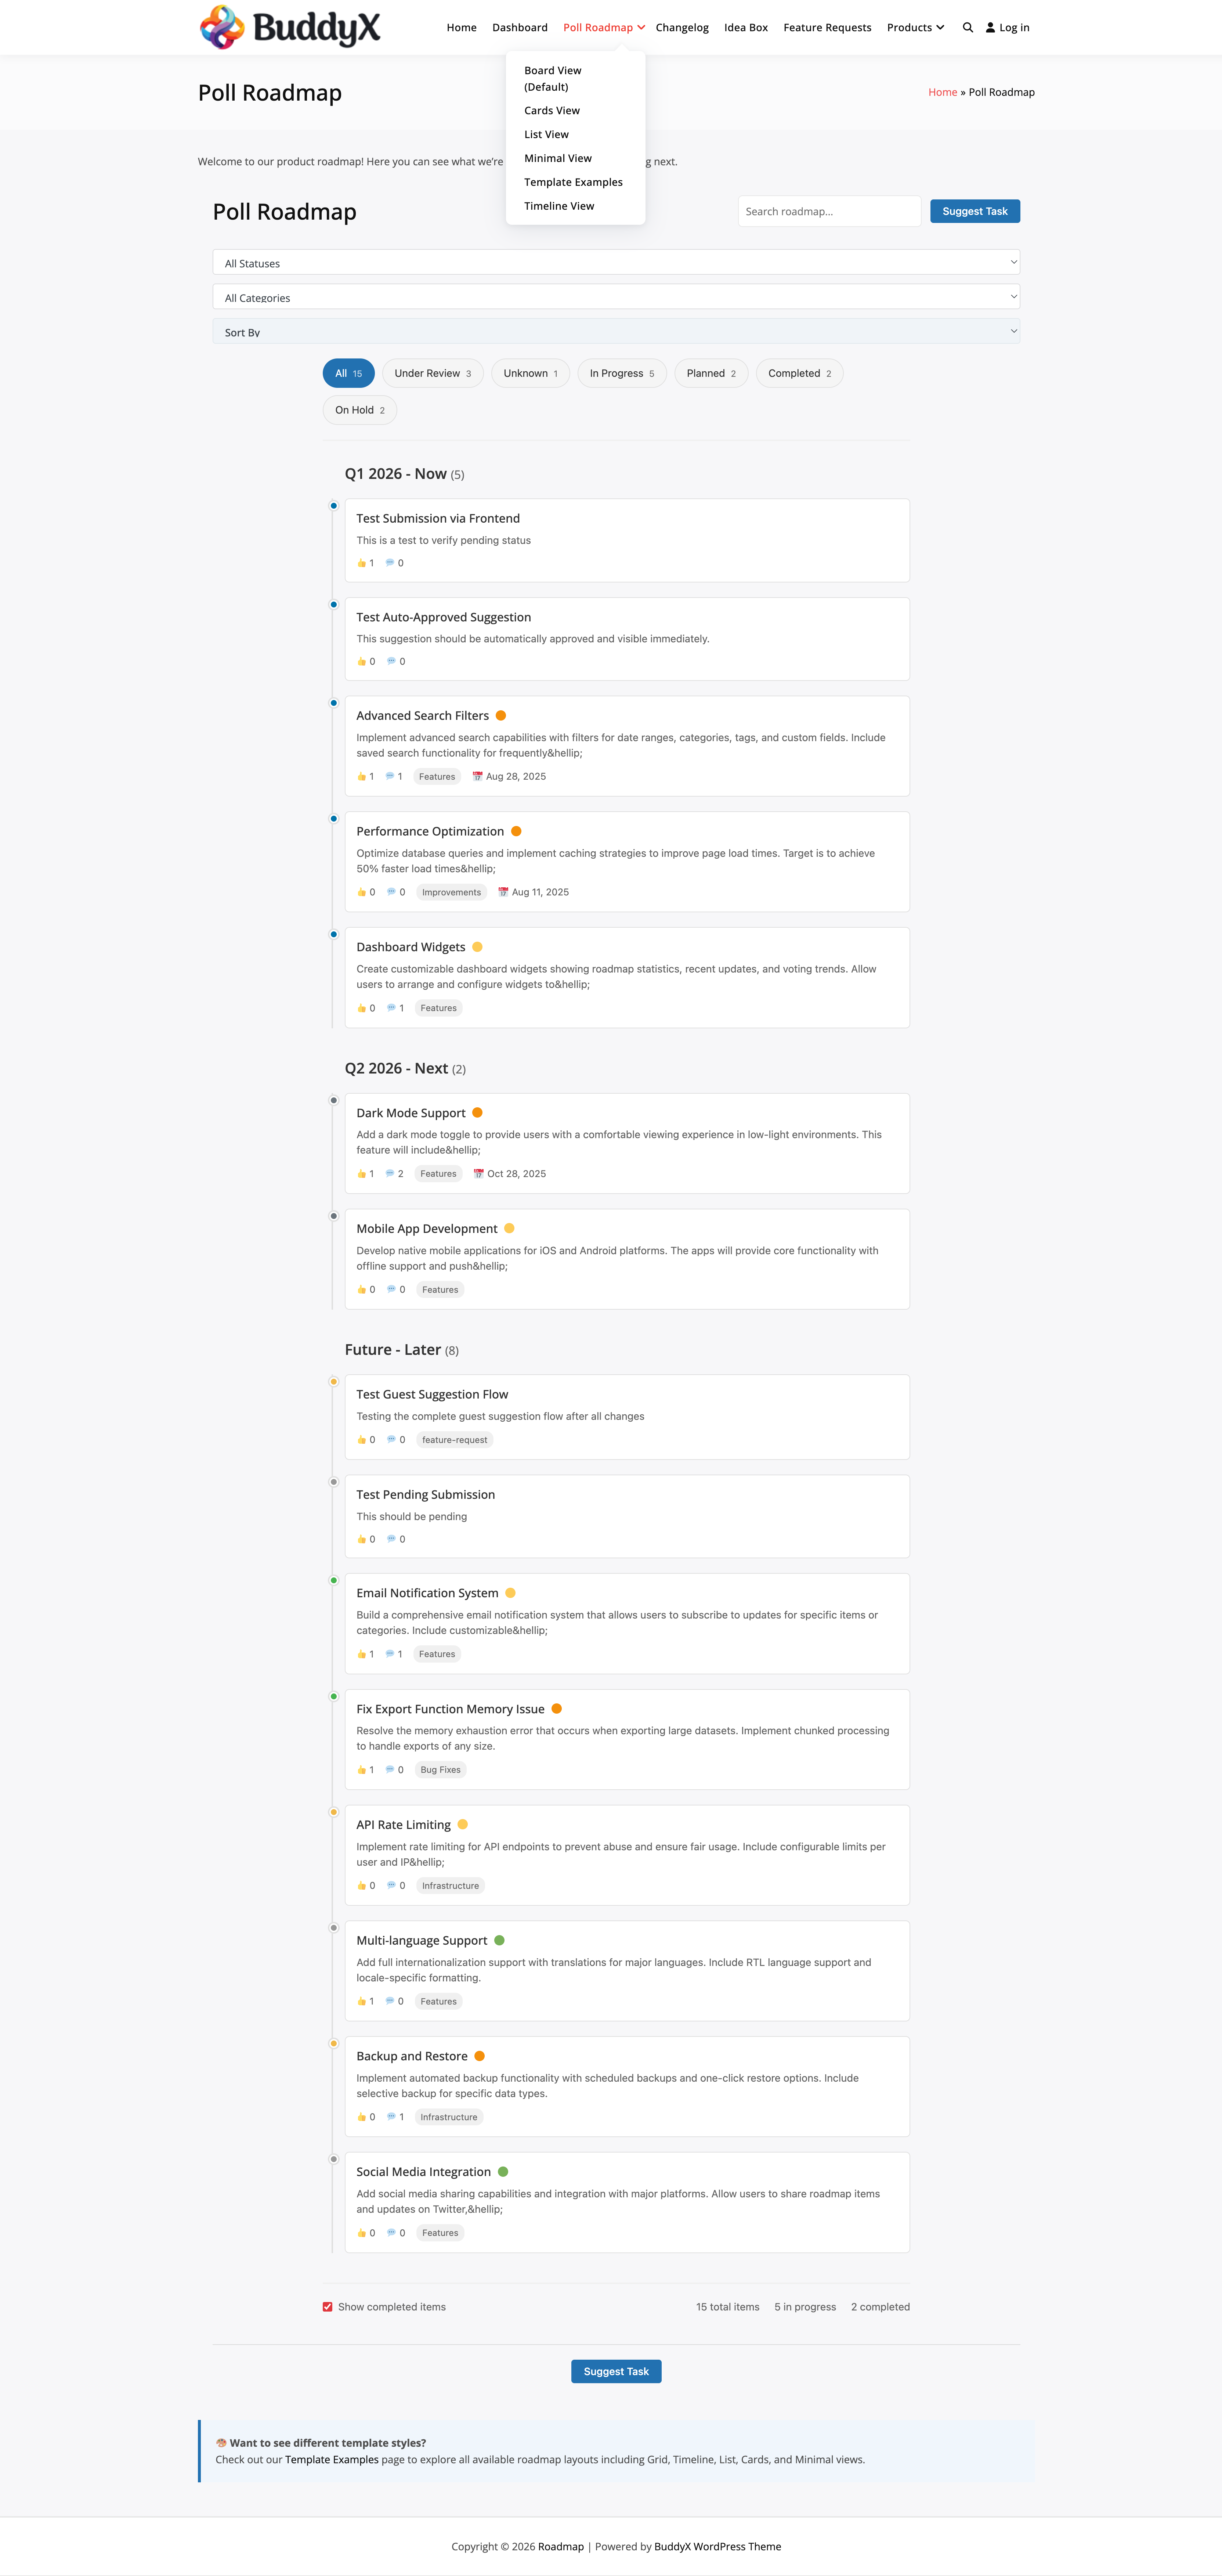 BuddyX
Home Dashboard Poll Roadmap Changelog Idea Box Feature Requests Products Log in
Board View
(Default)
Cards View
List View
Minimal View
Template Examples
Timeline View
Poll Roadmap
Home » Poll Roadmap
Welcome to our product roadmap! Here you can see what we're g next.
Poll Roadmap
Search roadmap...
Suggest Task
All Statuses
All Categories
Sort By
All 15 Under Review 3 Unknown 1 In Progress 5 Planned 2 Completed 2
On Hold 2
Q1 2026 - Now (5)
Test Submission via Frontend
This is a test to verify pending status
👍 1 💬 0
Test Auto-Approved Suggestion
This suggestion should be automatically approved and visible immediately.
👍 0 💬 0
Advanced Search Filters
Implement advanced search capabilities with filters for date ranges, categories, tags, and custom fields. Include
saved search functionality for frequently&hellip;
👍 1 💬 1 Features 📅 Aug 28, 2025
Performance Optimization
Optimize database queries and implement caching strategies to improve page load times. Target is to achieve
50% faster load times&hellip;
👍 0 💬 0 Improvements 📅 Aug 11, 2025
Dashboard Widgets
Create customizable dashboard widgets showing roadmap statistics, recent updates, and voting trends. Allow
users to arrange and configure widgets to&hellip;
👍 0 💬 1 Features
Q2 2026 - Next (2)
Dark Mode Support
Add a dark mode toggle to provide users with a comfortable viewing experience in low-light environments. This
feature will include&hellip;
👍 1 💬 2 Features 📅 Oct 28, 2025
Mobile App Development
Develop native mobile applications for iOS and Android platforms. The apps will provide core functionality with
offline support and push&hellip;
👍 0 💬 0 Features
Future - Later (8)
Test Guest Suggestion Flow
Testing the complete guest suggestion flow after all changes
👍 0 💬 0 feature-request
Test Pending Submission
This should be pending
👍 0 💬 0
Email Notification System
Build a comprehensive email notification system that allows users to subscribe to updates for specific items or
categories. Include customizable&hellip;
👍 1 💬 1 Features
Fix Export Function Memory Issue
Resolve the memory exhaustion error that occurs when exporting large datasets. Implement chunked processing
to handle exports of any size.
👍 1 💬 0 Bug Fixes
API Rate Limiting
Implement rate limiting for API endpoints to prevent abuse and ensure fair usage. Include configurable limits per
user and IP&hellip;
👍 0 💬 0 Infrastructure
Multi-language Support
Add full internationalization support with translations for major languages. Include RTL language support and
locale-specific formatting.
👍 1 💬 0 Features
Backup and Restore
Implement automated backup functionality with scheduled backups and one-click restore options. Include
selective backup for specific data types.
👍 0 💬 1 Infrastructure
Social Media Integration
Add social media sharing capabilities and integration with major platforms. Allow users to share roadmap items
and updates on Twitter,&hellip;
👍 0 💬 0 Features
Show completed items
15 total items 5 in progress 2 completed
Suggest Task
🎨 Want to see different template styles?
Check out our Template Examples page to explore all available roadmap layouts including Grid, Timeline, List, Cards, and Minimal views.
Copyright © 2026 Roadmap | Powered by BuddyX WordPress Theme